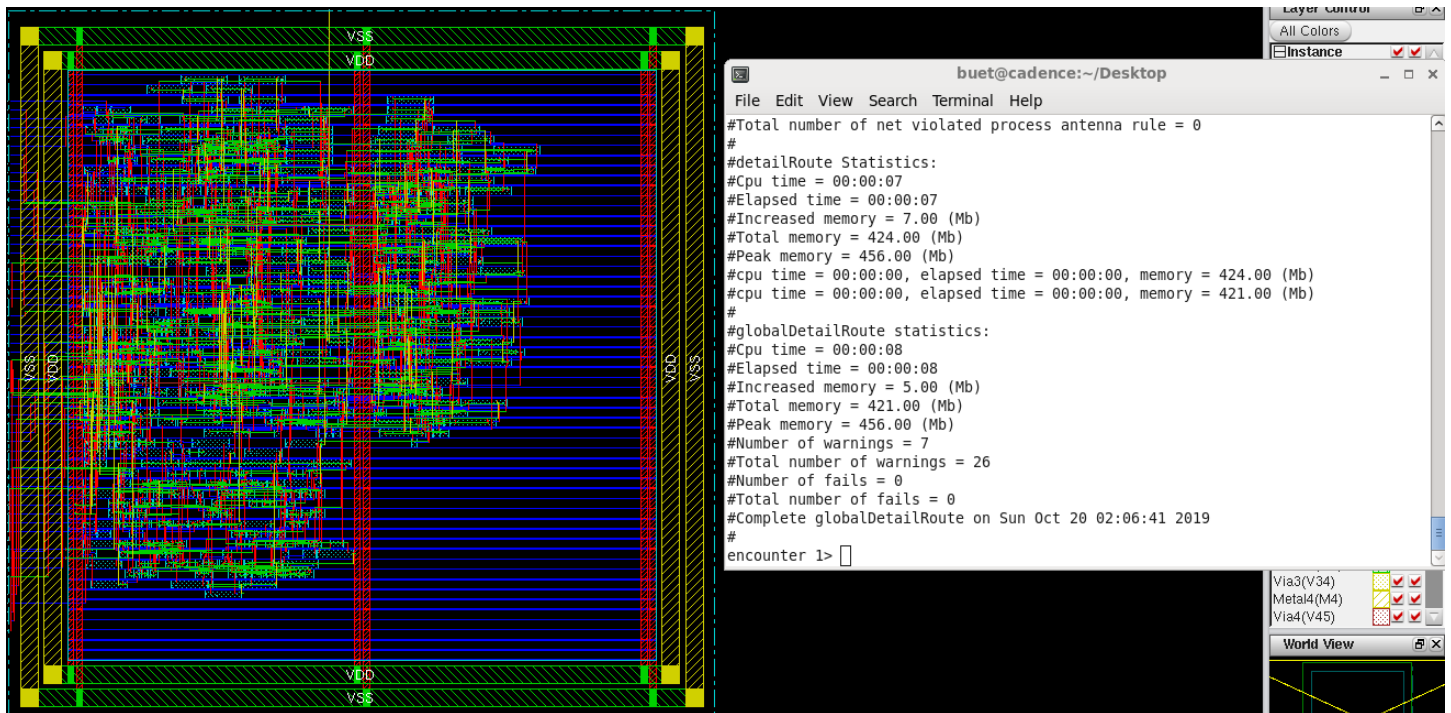 VSS
VDD
VSS
VDD
VDD
VSS
VDD
VSS
Layer Control
All Colors
Instance
buet@cadence:~/Desktop
File Edit View Search Terminal Help
#Total number of net violated process antenna rule = 0
#
#detailRoute Statistics:
#Cpu time = 00:00:07
#Elapsed time = 00:00:07
#Increased memory = 7.00 (Mb)
#Total memory = 424.00 (Mb)
#Peak memory = 456.00 (Mb)
#cpu time = 00:00:00, elapsed time = 00:00:00, memory = 424.00 (Mb)
#cpu time = 00:00:00, elapsed time = 00:00:00, memory = 421.00 (Mb)
#
#globalDetailRoute statistics:
#Cpu time = 00:00:08
#Elapsed time = 00:00:08
#Increased memory = 5.00 (Mb)
#Total memory = 421.00 (Mb)
#Peak memory = 456.00 (Mb)
#Number of warnings = 7
#Total number of warnings = 26
#Number of fails = 0
#Total number of fails = 0
#Complete globalDetailRoute on Sun Oct 20 02:06:41 2019
#
encounter 1>
Via3(V34)
Metal4(M4)
Via4(V45)
World View